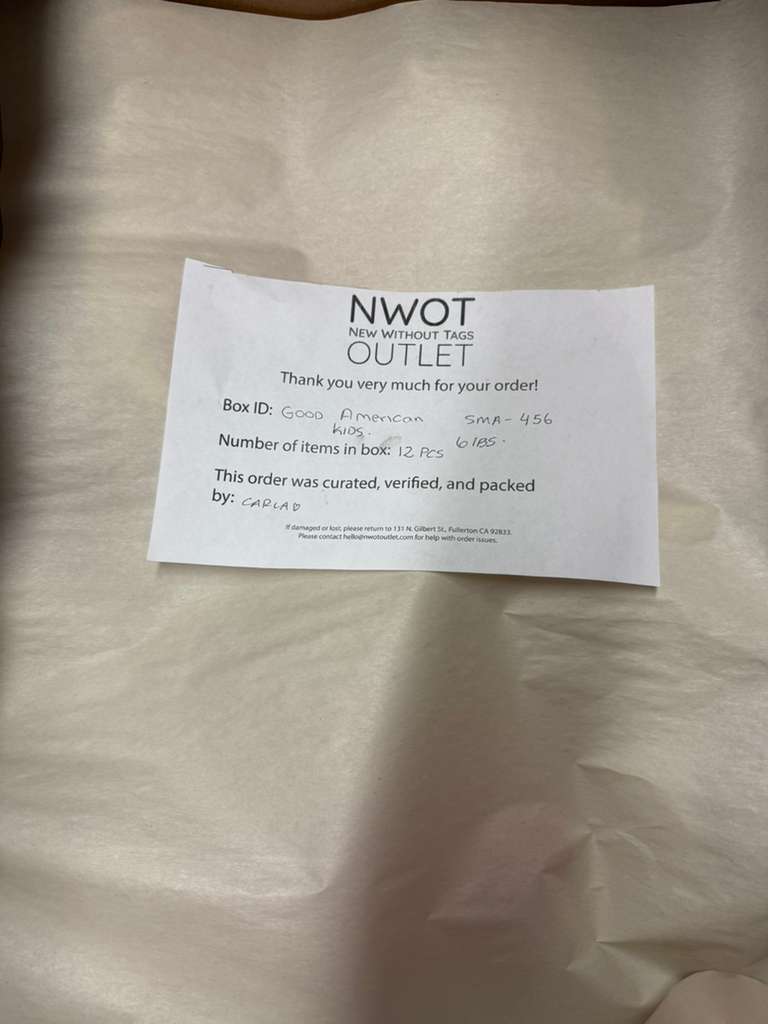 NWOT
NEW WITHOUT TAGS
OUTLET
Thank you very much for your order!
Box ID: GOOD AMERICAN SMA-456
KIDS.
Number of items in box: 12 PCS 6 lBS.
This order was curated, verified, and packed
by: CARLA♡
If damaged or lost, please return to 131 N. Gilbert St., Fullerton CA 92833.
Please contact hello@nwotoutlet.com for help with order issues.